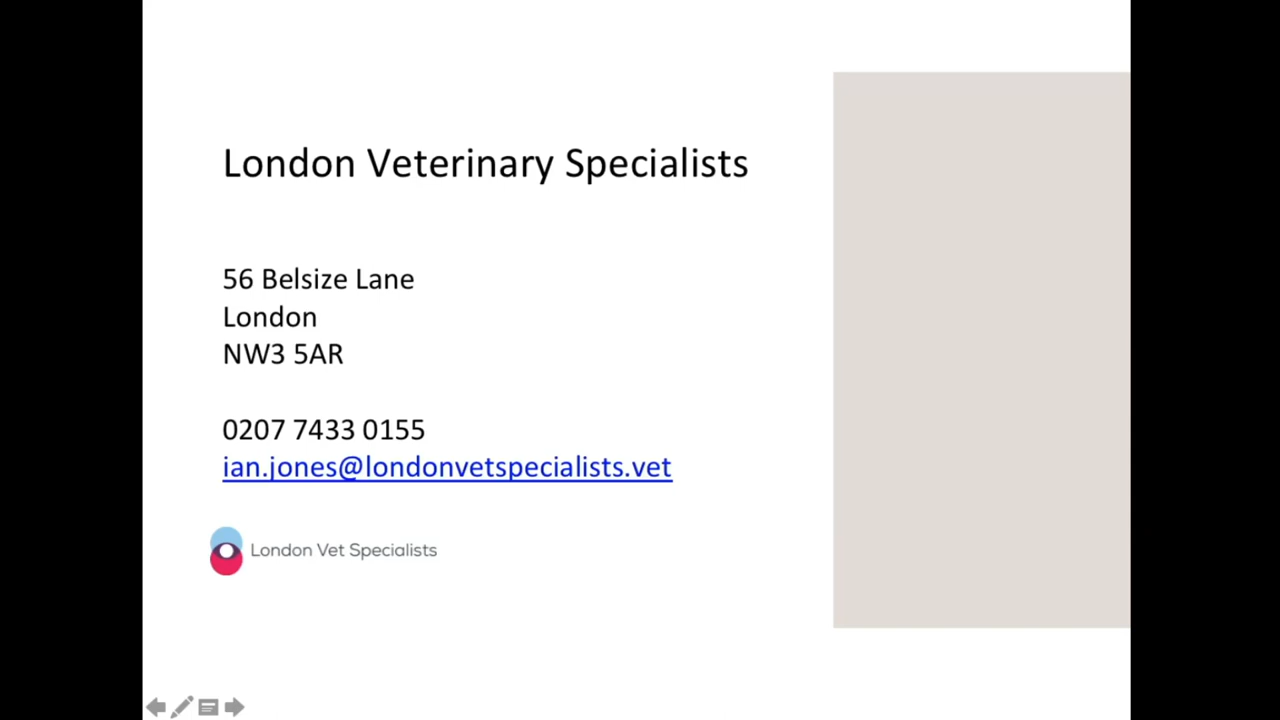 London Veterinary Specialists
56 Belsize Lane
London
NW3 5AR
0207 7433 0155
ian.jones@londonvetspecialists.vet
London Vet Specialists